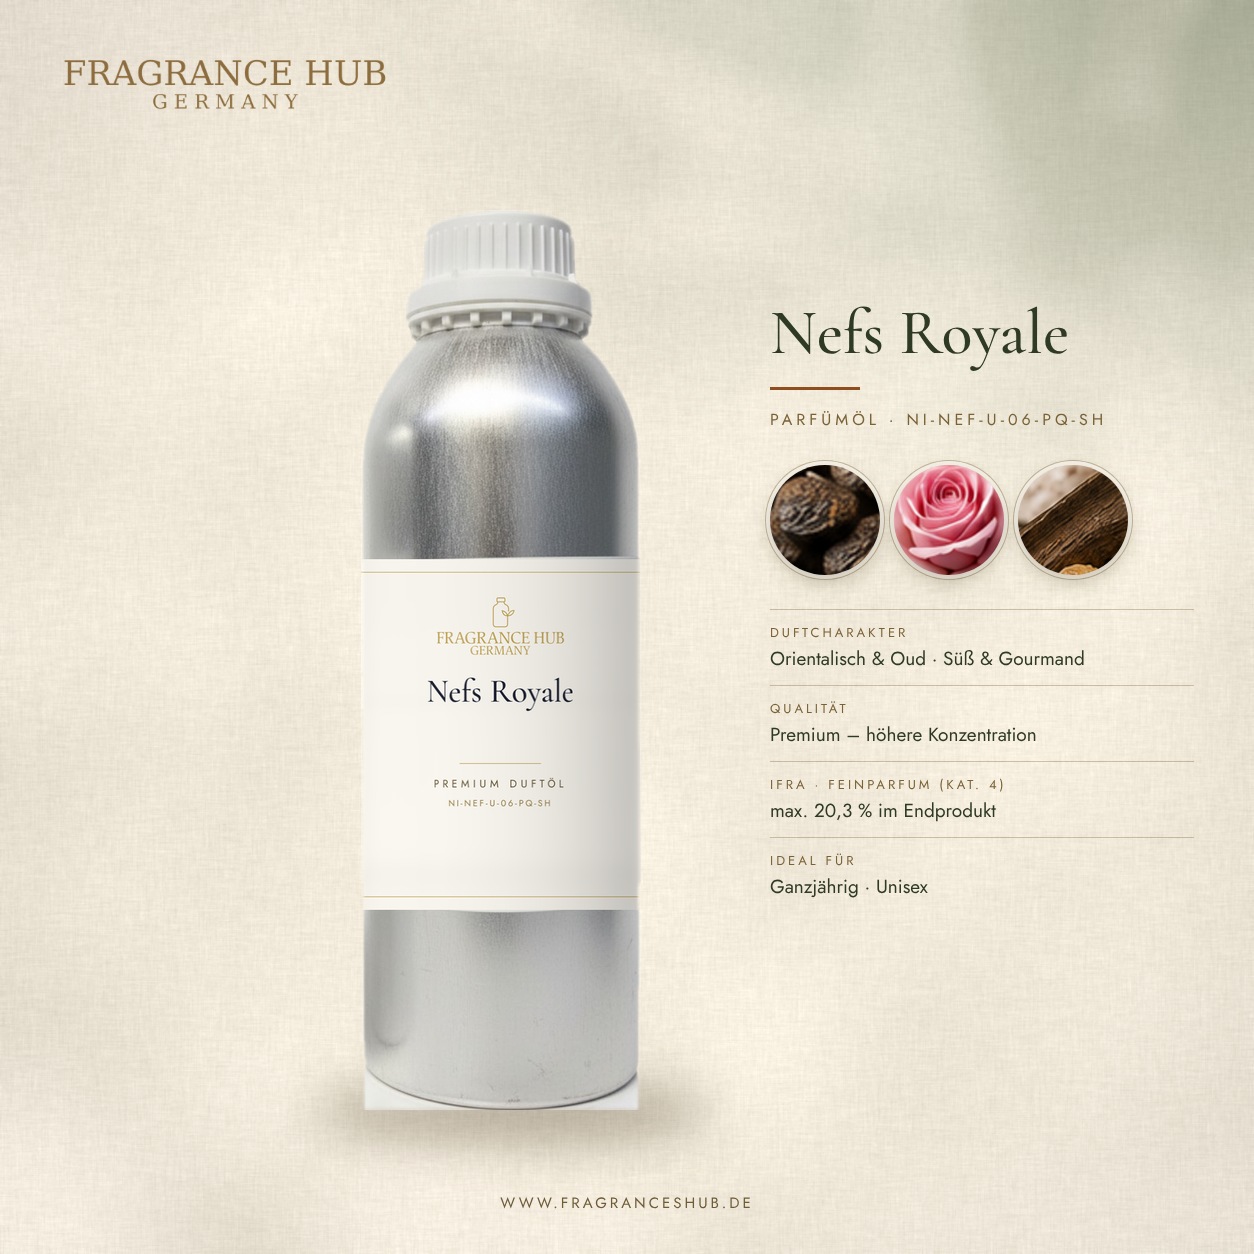 FRAGRANCE HUB
GERMANY
Nefs Royale
PARFÜMÖL · NI-NEF-U-06-PQ-SH
DUFTCHARAKTER
Orientalisch & Oud · Süß & Gourmand
QUALITÄT
Premium – höhere Konzentration
IFRA · FEINPARFUM (KAT. 4)
max. 20,3 % im Endprodukt
IDEAL FÜR
Ganzjährig · Unisex
FRAGRANCE HUB
GERMANY
Nefs Royale
PREMIUM DUFTÖL
NI-NEF-U-06-PQ-SH
WWW.FRAGRANCESHUB.DE